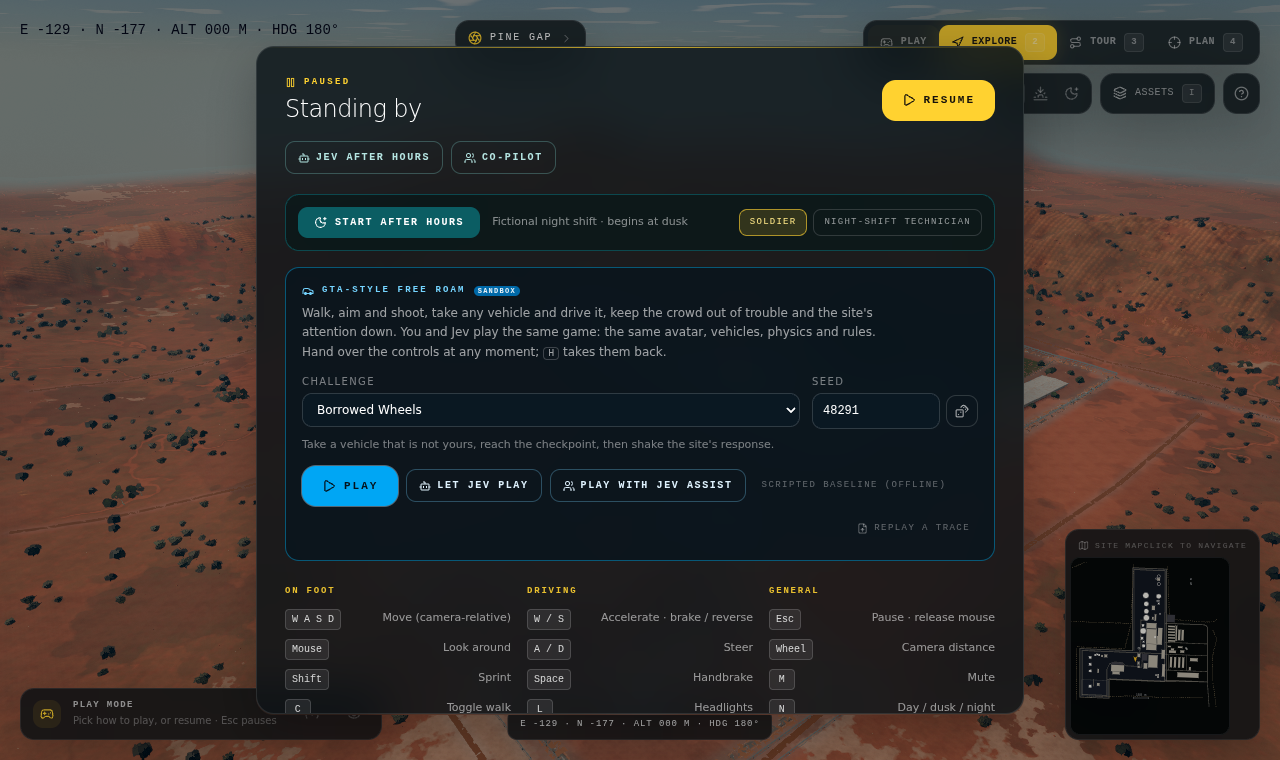 E -129 · N -177 · ALT 000 M · HDG 180°
PINE GAP
PLAY
EXPLORE 2
TOUR 3
PLAN 4
ASSETS I
PAUSED
Standing by
RESUME
JEV AFTER HOURS
CO-PILOT
START AFTER HOURS
Fictional night shift · begins at dusk
SOLDIER
NIGHT-SHIFT TECHNICIAN
GTA-STYLE FREE ROAM SANDBOX
Walk, aim and shoot, take any vehicle and drive it, keep the crowd out of trouble and the site's
attention down. You and Jev play the same game: the same avatar, vehicles, physics and rules.
Hand over the controls at any moment; H takes them back.
CHALLENGE
SEED
Borrowed Wheels
48291
Take a vehicle that is not yours, reach the checkpoint, then shake the site's response.
PLAY
LET JEV PLAY
PLAY WITH JEV ASSIST
SCRIPTED BASELINE (OFFLINE)
REPLAY A TRACE
ON FOOT
W A S D Move (camera-relative)
Mouse Look around
Shift Sprint
C Toggle walk
DRIVING
W / S Accelerate · brake / reverse
A / D Steer
Space Handbrake
L Headlights
GENERAL
Esc Pause · release mouse
Wheel Camera distance
M Mute
N Day / dusk / night
SITE MAP CLICK TO NAVIGATE
PLAY MODE
Pick how to play, or resume · Esc pauses
E -129 · N -177 · ALT 000 M · HDG 180°